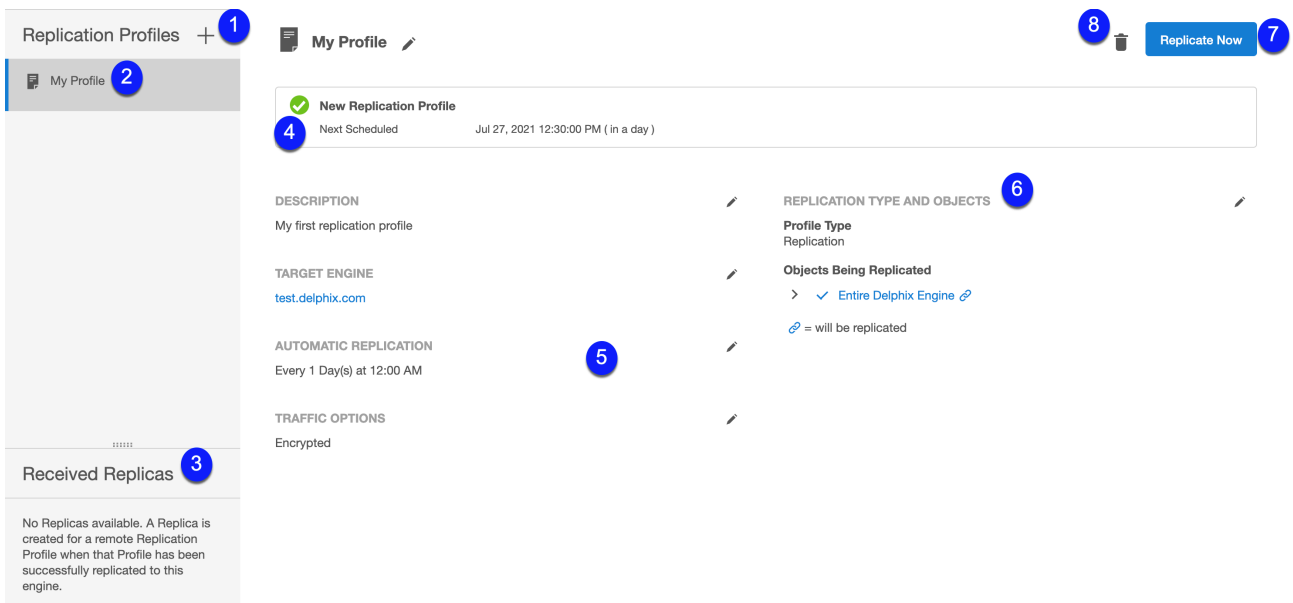 Replication Profiles
1
My Profile
2
Received Replicas
3
No Replicas available. A Replica is
created for a remote Replication
Profile when that Profile has been
successfully replicated to this
engine.
My Profile
8
Replicate Now
7
New Replication Profile
4
Next Scheduled Jul 27, 2021 12:30:00 PM ( in a day )
DESCRIPTION
My first replication profile
TARGET ENGINE
test.delphix.com
AUTOMATIC REPLICATION
Every 1 Day(s) at 12:00 AM
5
TRAFFIC OPTIONS
Encrypted
REPLICATION TYPE AND OBJECTS
6
Profile Type
Replication
Objects Being Replicated
Entire Delphix Engine
= will be replicated